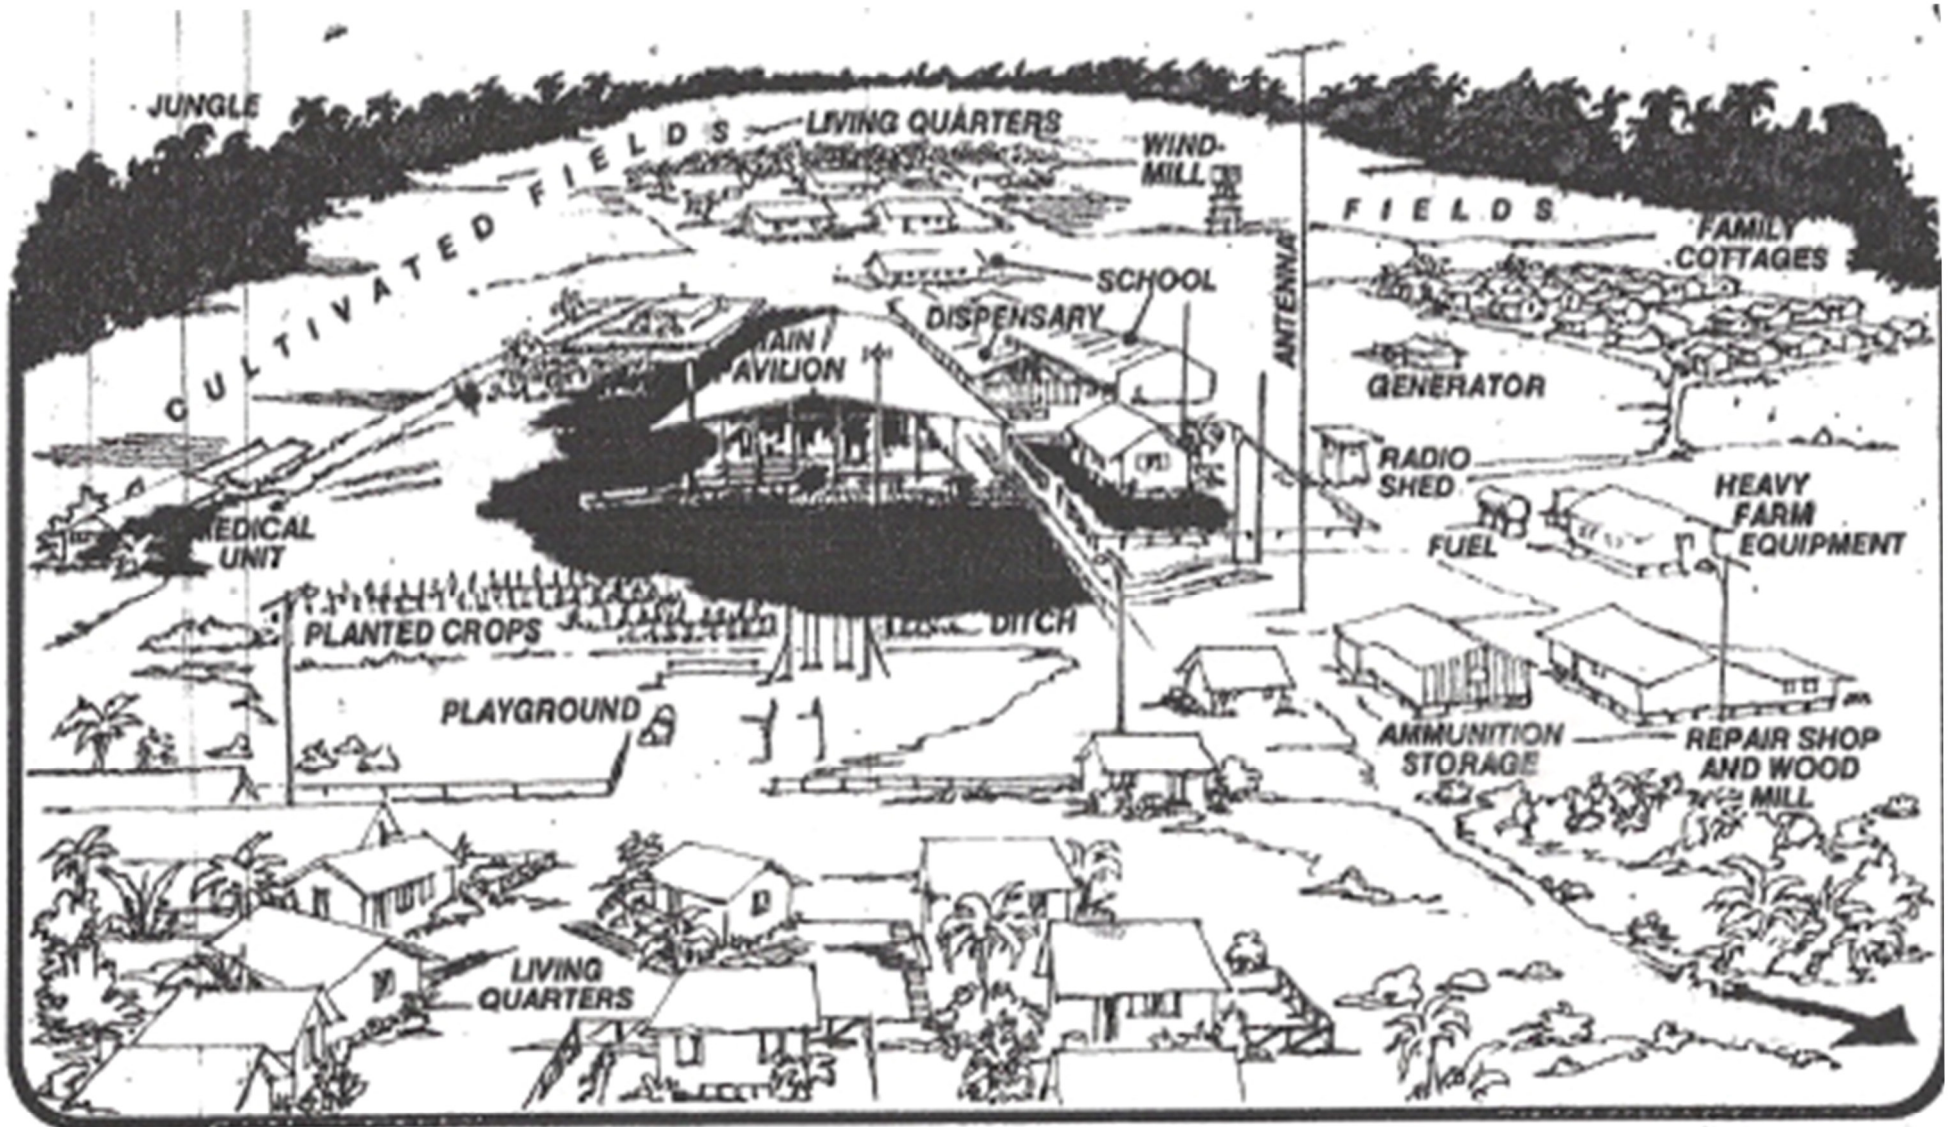 JUNGLE
CULTIVATED FIELDS
LIVING QUARTERS
WIND-
MILL
FIELDS
FAMILY
COTTAGES
ANTENNA
SCHOOL
DISPENSARY
MAIN
PAVILION
GENERATOR
RADIO
SHED
HEAVY
FARM
EQUIPMENT
FUEL
MEDICAL
UNIT
PLANTED CROPS
DITCH
PLAYGROUND
AMMUNITION
STORAGE
REPAIR SHOP
AND WOOD
MILL
LIVING
QUARTERS